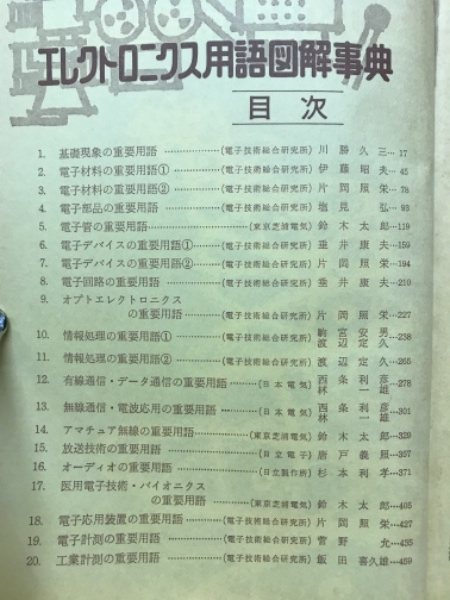 エレクトロニクス用語図解事典
目次
1. 基礎現象の重要用語 ………………(電子技術総合研究所) 川勝久三…17
2. 電子材料の重要用語① …………(電子技術総合研究所) 伊藤昭夫…45
3. 電子材料の重要用語② …………(電子技術総合研究所) 片岡照栄…78
4. 電子部品の重要用語 ……………(電子技術総合研究所) 塩見弘…93
5. 電子管の重要用語 …………………(東京芝浦電気) 鈴木太郎…119
6. 電子デバイスの重要用語① ……(電子技術総合研究所) 垂井康夫…159
7. 電子デバイスの重要用語② ……(電子技術総合研究所) 片岡照栄…194
8. 電子回路の重要用語 ……………(電子技術総合研究所) 垂井康夫…210
9. オプトエレクトロニクス
の重要用語 …………(電子技術総合研究所) 片岡照栄…227
10. 情報処理の重要用語① …………(電子技術総合研究所) 駒宮安男 渡辺定久…238
11. 情報処理の重要用語② …………(電子技術総合研究所) 渡辺定久…265
12. 有線通信・データ通信の重要用語 ………(日本電気) 西条利彦 林一雄…278
13. 無線通信・電波応用の重要用語 …………(日本電気) 西条利彦 林一雄…301
14. アマチュア無線の重要用語 …………(東京芝浦電気) 鈴木太郎…329
15. 放送技術の重要用語 …………………(日立電子) 唐戸義照…357
16. オーディオの重要用語 ………………(日立製作所) 杉本利孝…371
17. 医用電子技術・バイオニクス
の重要用語 …………(東京芝浦電気) 鈴木太郎…405
18. 電子応用装置の重要用語 ………(電子技術総合研究所) 片岡照栄…427
19. 電子計測の重要用語 ……………(電子技術総合研究所) 菅野允…435
20. 工業計測の重要用語 ……………(電子技術総合研究所) 飯田喜久雄…459